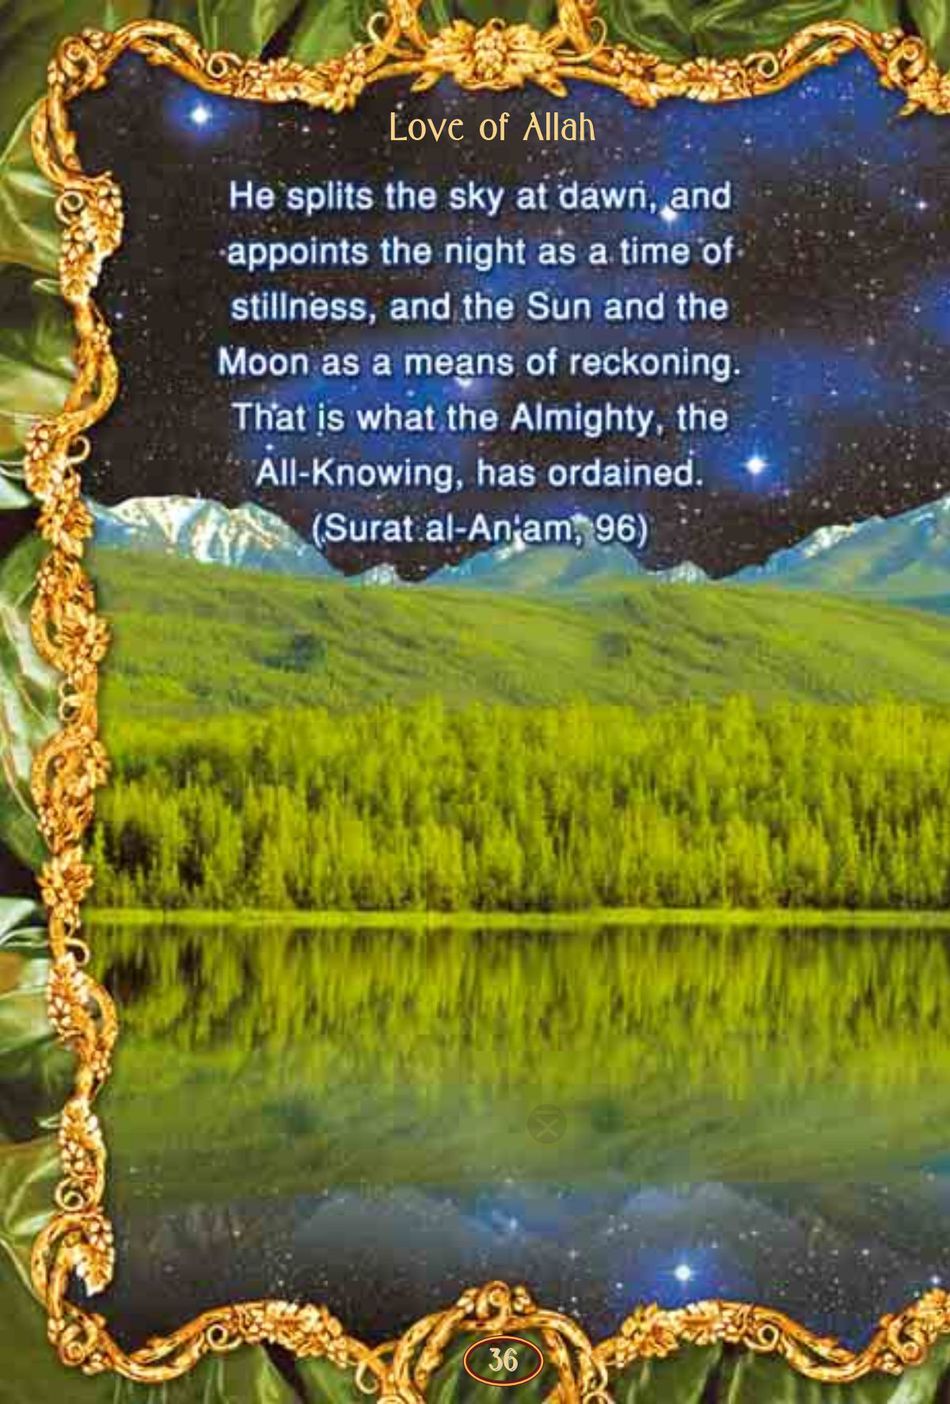 Love of Allah
He splits the sky at dawn, and
appoints the night as a time of
stillness, and the Sun and the
Moon as a means of reckoning.
That is what the Almighty, the
All-Knowing, has ordained.
(Surat al-An'am, 96)
36